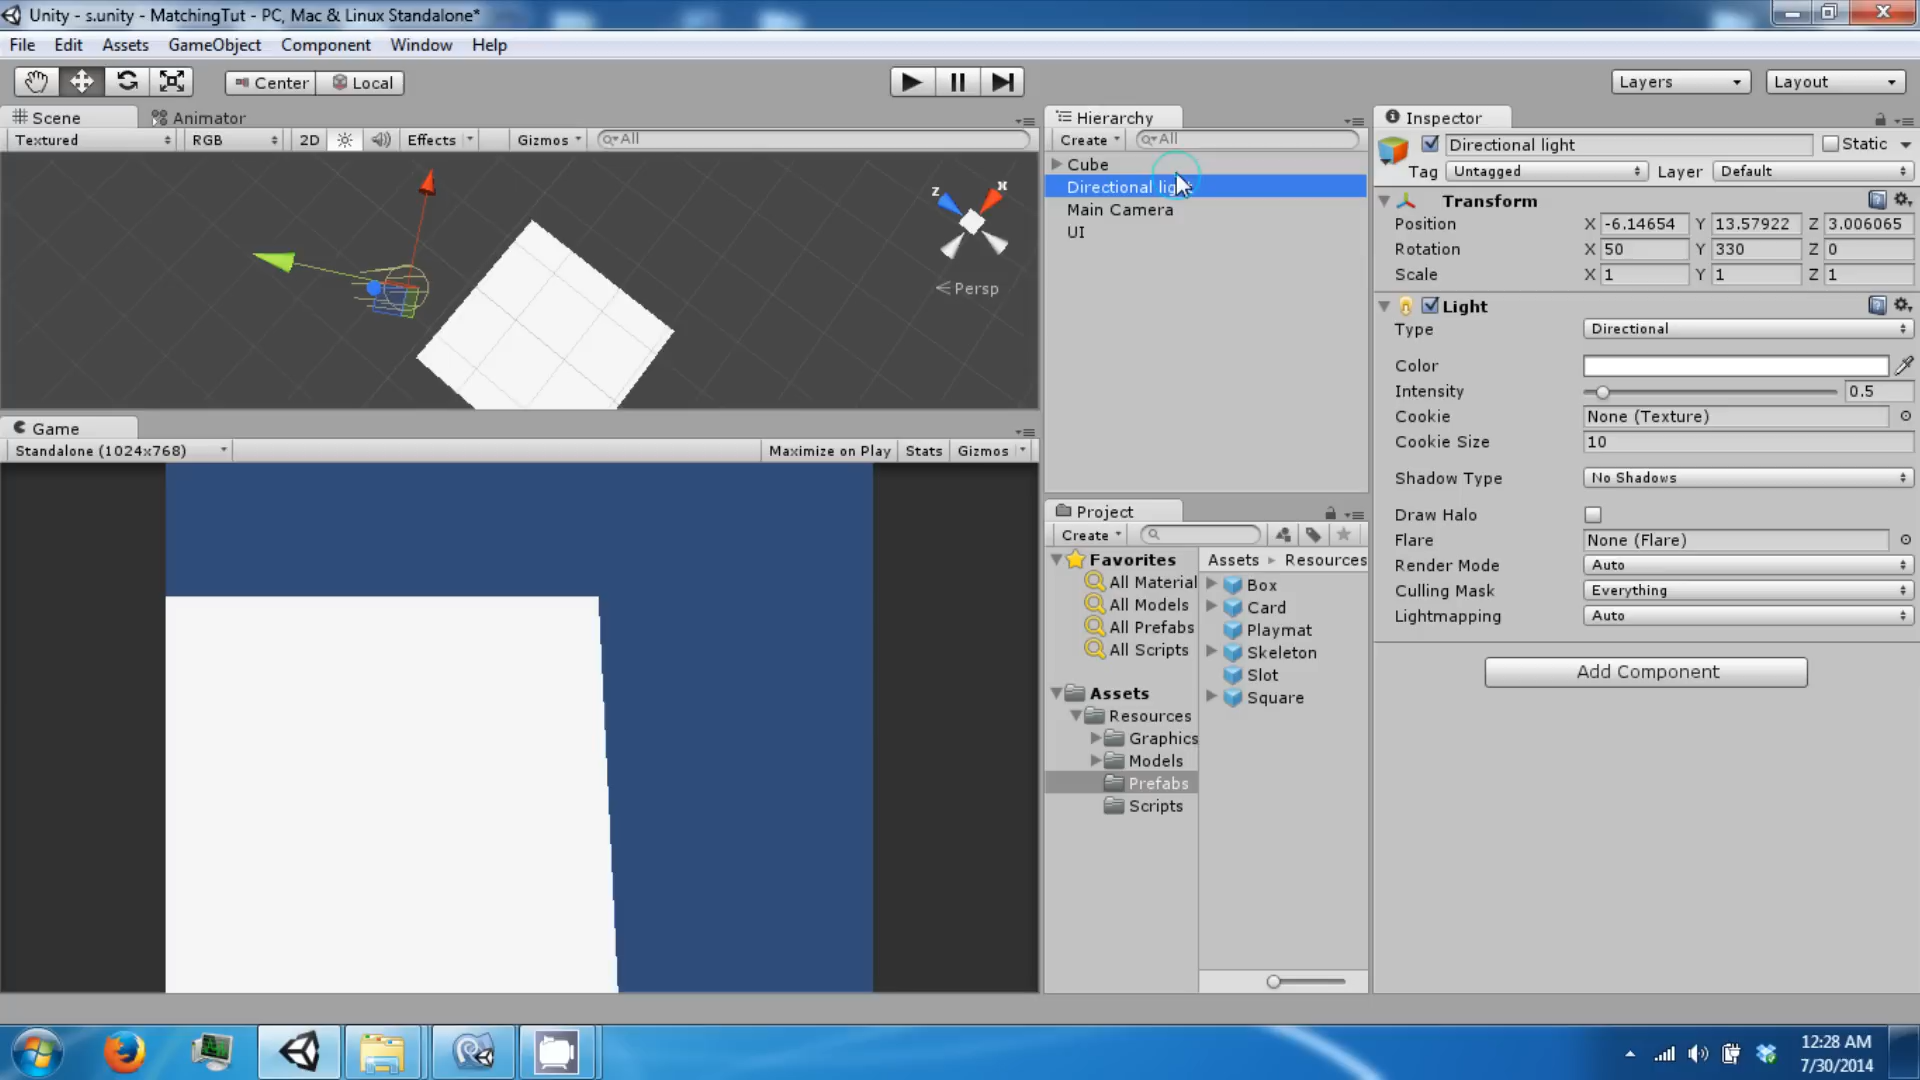 Unity - s.unity - MatchingTut - PC, Mac & Linux Standalone*
File Edit Assets GameObject Component Window Help
Center Local
Layers Layout
Scene Animator
Textured RGB 2D Effects Gizmos All
z x
Persp
Game
Standalone (1024x768) Maximize on Play Stats Gizmos
Hierarchy
Create All
Cube
Directional light
Main Camera
UI
Project
Create
Favorites
All Material
All Models
All Prefabs
All Scripts
Assets
Resources
Graphics
Models
Prefabs
Scripts
Assets Resources
Box
Card
Playmat
Skeleton
Slot
Square
Inspector
Directional light Static
Tag Untagged Layer Default
Transform
Position X -6.14654 Y 13.57922 Z 3.006065
Rotation X 50 Y 330 Z 0
Scale X 1 Y 1 Z 1
Light
Type Directional
Color
Intensity 0.5
Cookie None (Texture)
Cookie Size 10
Shadow Type No Shadows
Draw Halo
Flare None (Flare)
Render Mode Auto
Culling Mask Everything
Lightmapping Auto
Add Component
12:28 AM
7/30/2014